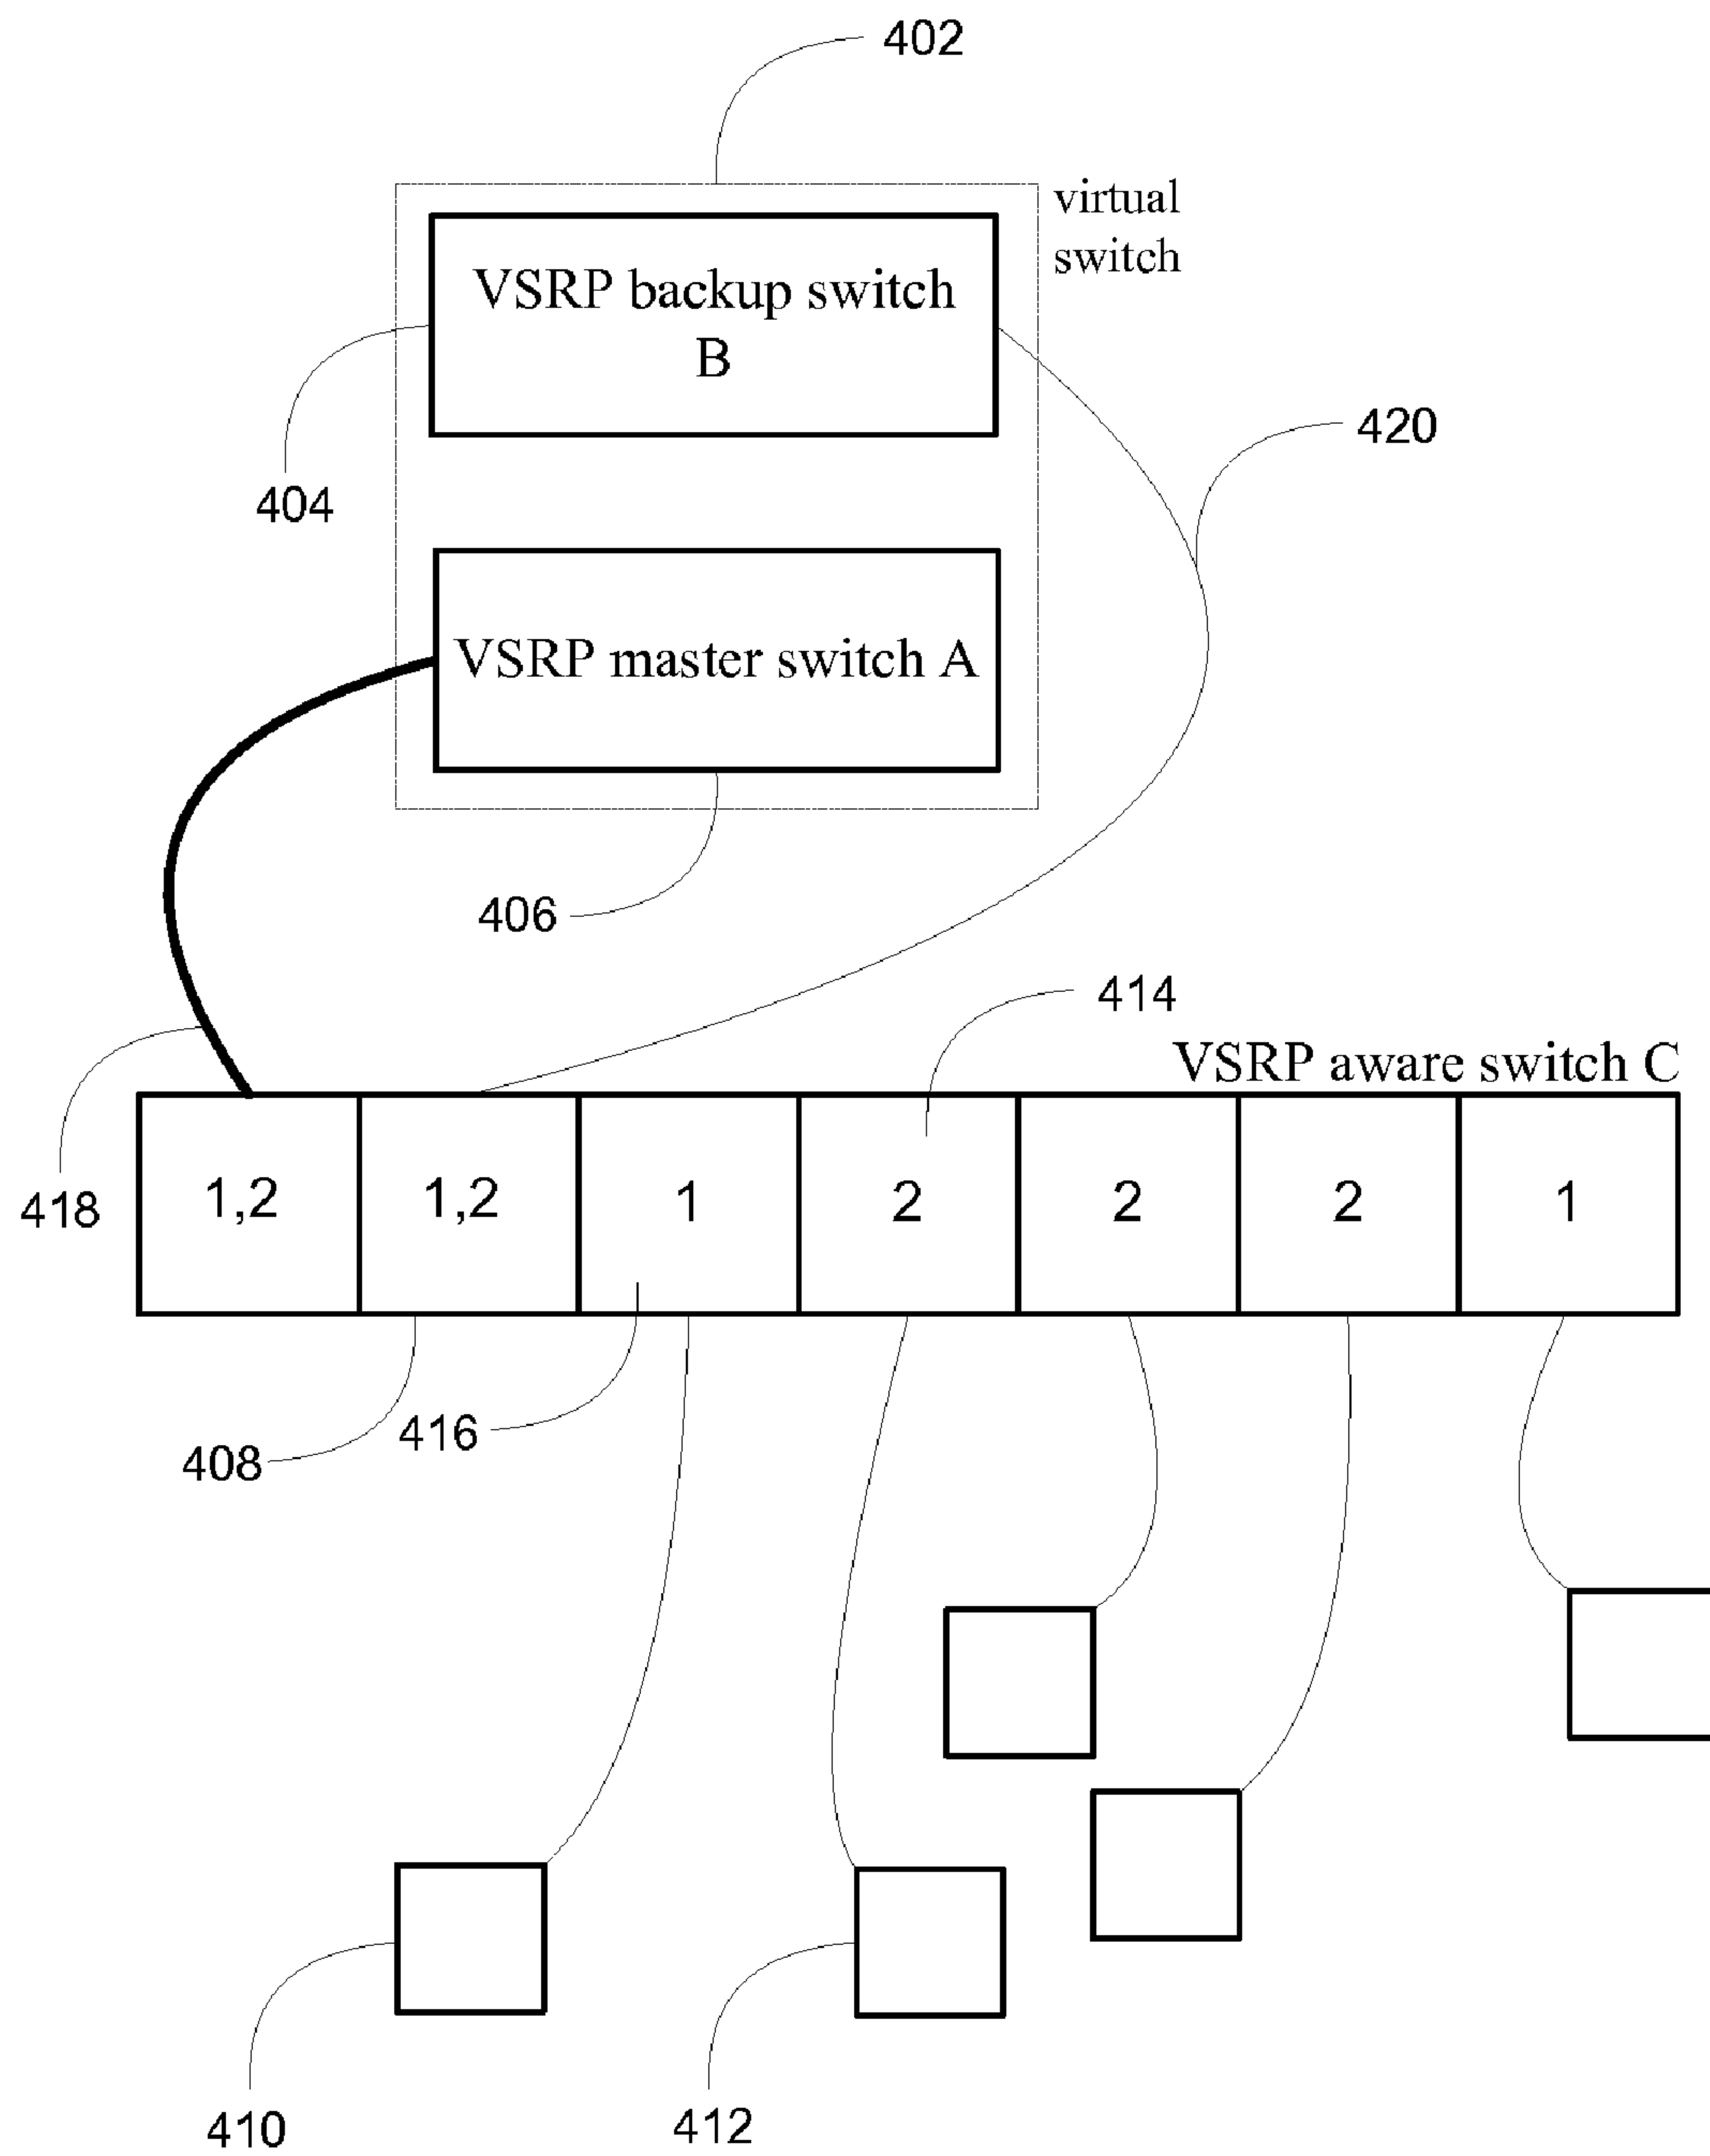 402
virtual
switch
VSRP backup switch
B
404
420
VSRP master switch A
406
414
VSRP aware switch C
418
1,2
1,2
1
2
2
2
1
416
408
410
412